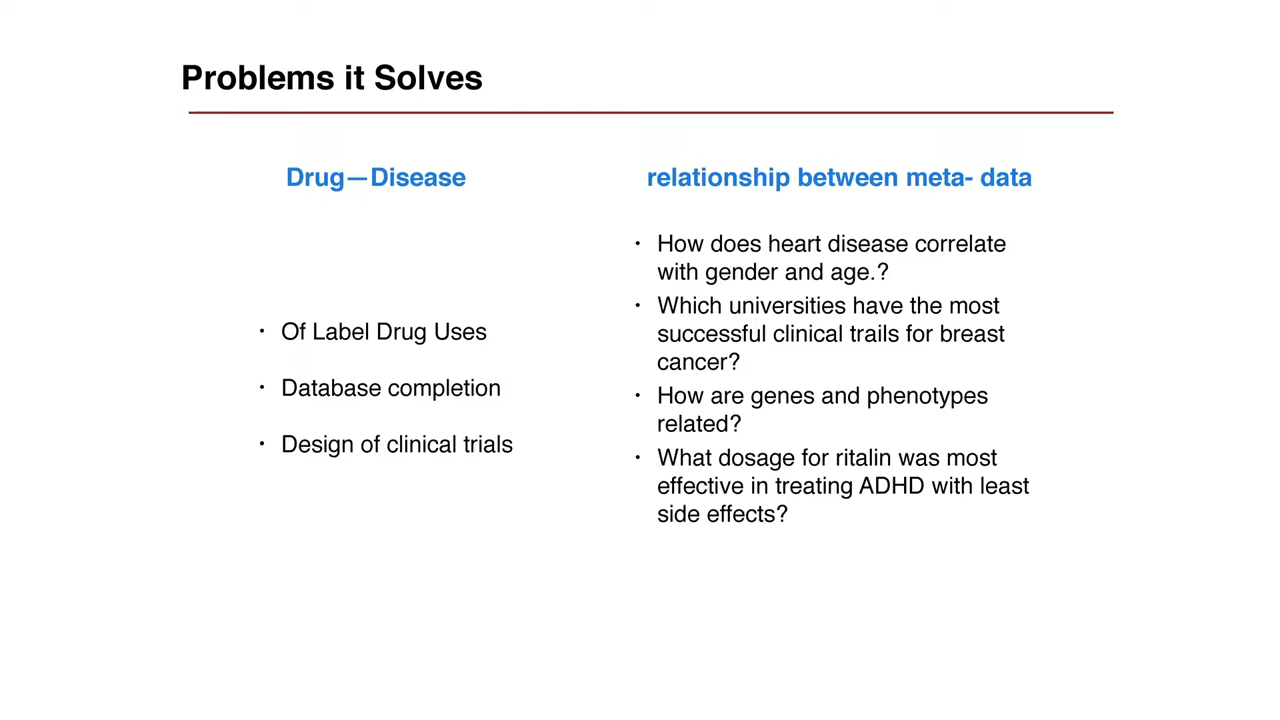 Problems it Solves
Drug—Disease
• Of Label Drug Uses
• Database completion
• Design of clinical trials
relationship between meta- data
• How does heart disease correlate
with gender and age.?
• Which universities have the most
successful clinical trails for breast
cancer?
• How are genes and phenotypes
related?
• What dosage for ritalin was most
effective in treating ADHD with least
side effects?